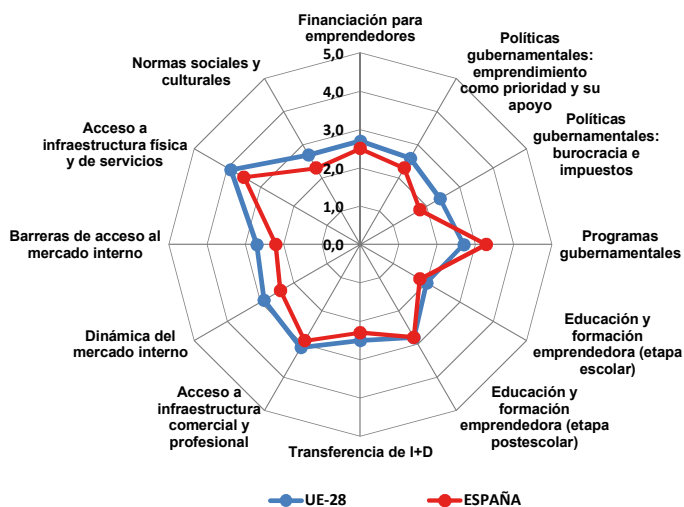 Financiación para
emprendedores
Políticas
gubernamentales:
emprendimiento
como prioridad y su
apoyo
Políticas
gubernamentales:
burocracia e
impuestos
Programas
gubernamentales
Educación y
formación
emprendedora (etapa
escolar)
Educación y
formación
emprendedora (etapa
postescolar)
Transferencia de I+D
Acceso a
infraestructura
comercial y
profesional
Dinámica del
mercado interno
Barreras de acceso al
mercado interno
Acceso a
infraestructura física
y de servicios
Normas sociales y
culturales
5,0
4,0
3,0
2,0
1,0
0,0
UE-28
ESPAÑA